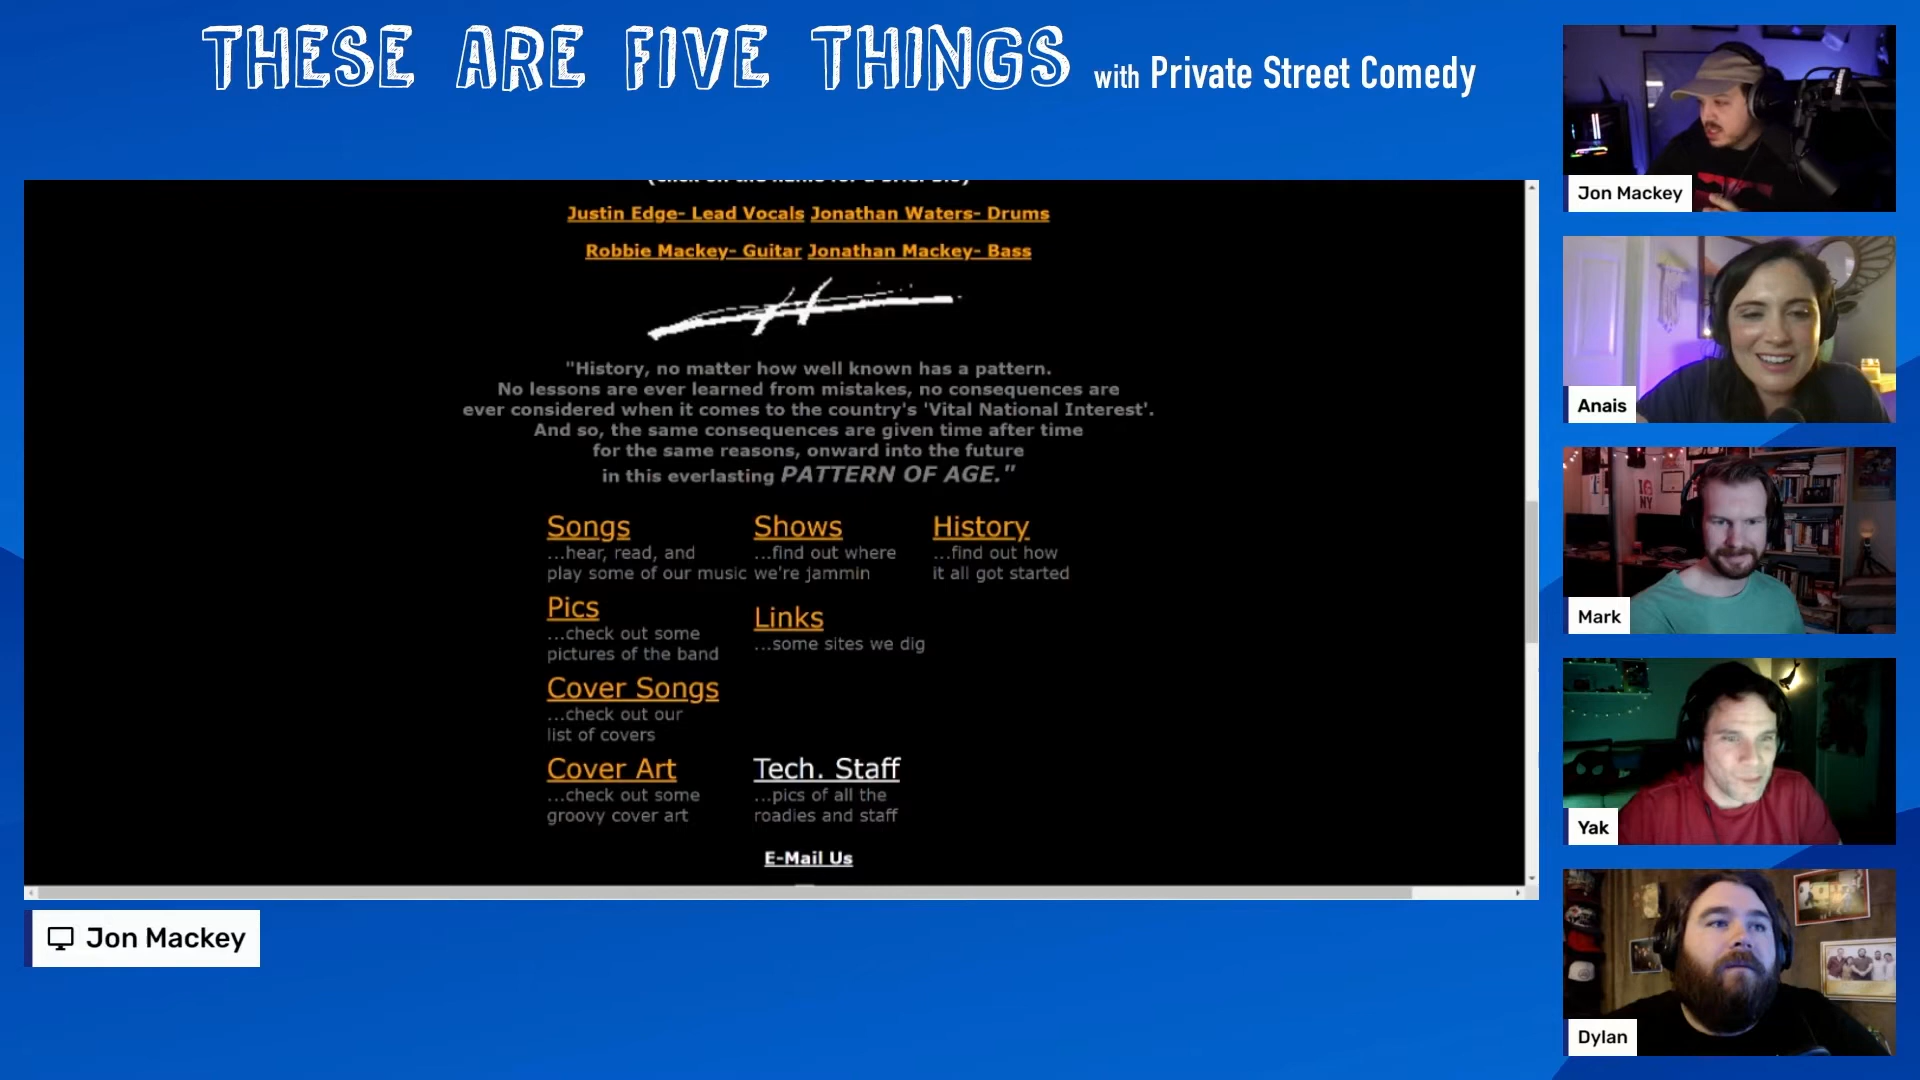 THESE ARE FIVE THINGS with Private Street Comedy
(click on the name for a brief bio)
Justin Edge- Lead Vocals Jonathan Waters- Drums
Robbie Mackey- Guitar Jonathan Mackey- Bass
"History, no matter how well known has a pattern.
No lessons are ever learned from mistakes, no consequences are
ever considered when it comes to the country's 'Vital National Interest'.
And so, the same consequences are given time after time
for the same reasons, onward into the future
in this everlasting PATTERN OF AGE."
Songs
...hear, read, and
play some of our music
Shows
...find out where
we're jammin
History
...find out how
it all got started
Pics
...check out some
pictures of the band
Links
...some sites we dig
Cover Songs
...check out our
list of covers
Cover Art
...check out some
groovy cover art
Tech. Staff
...pics of all the
roadies and staff
E-Mail Us
Jon Mackey
Jon Mackey
Anais
Mark
Yak
Dylan